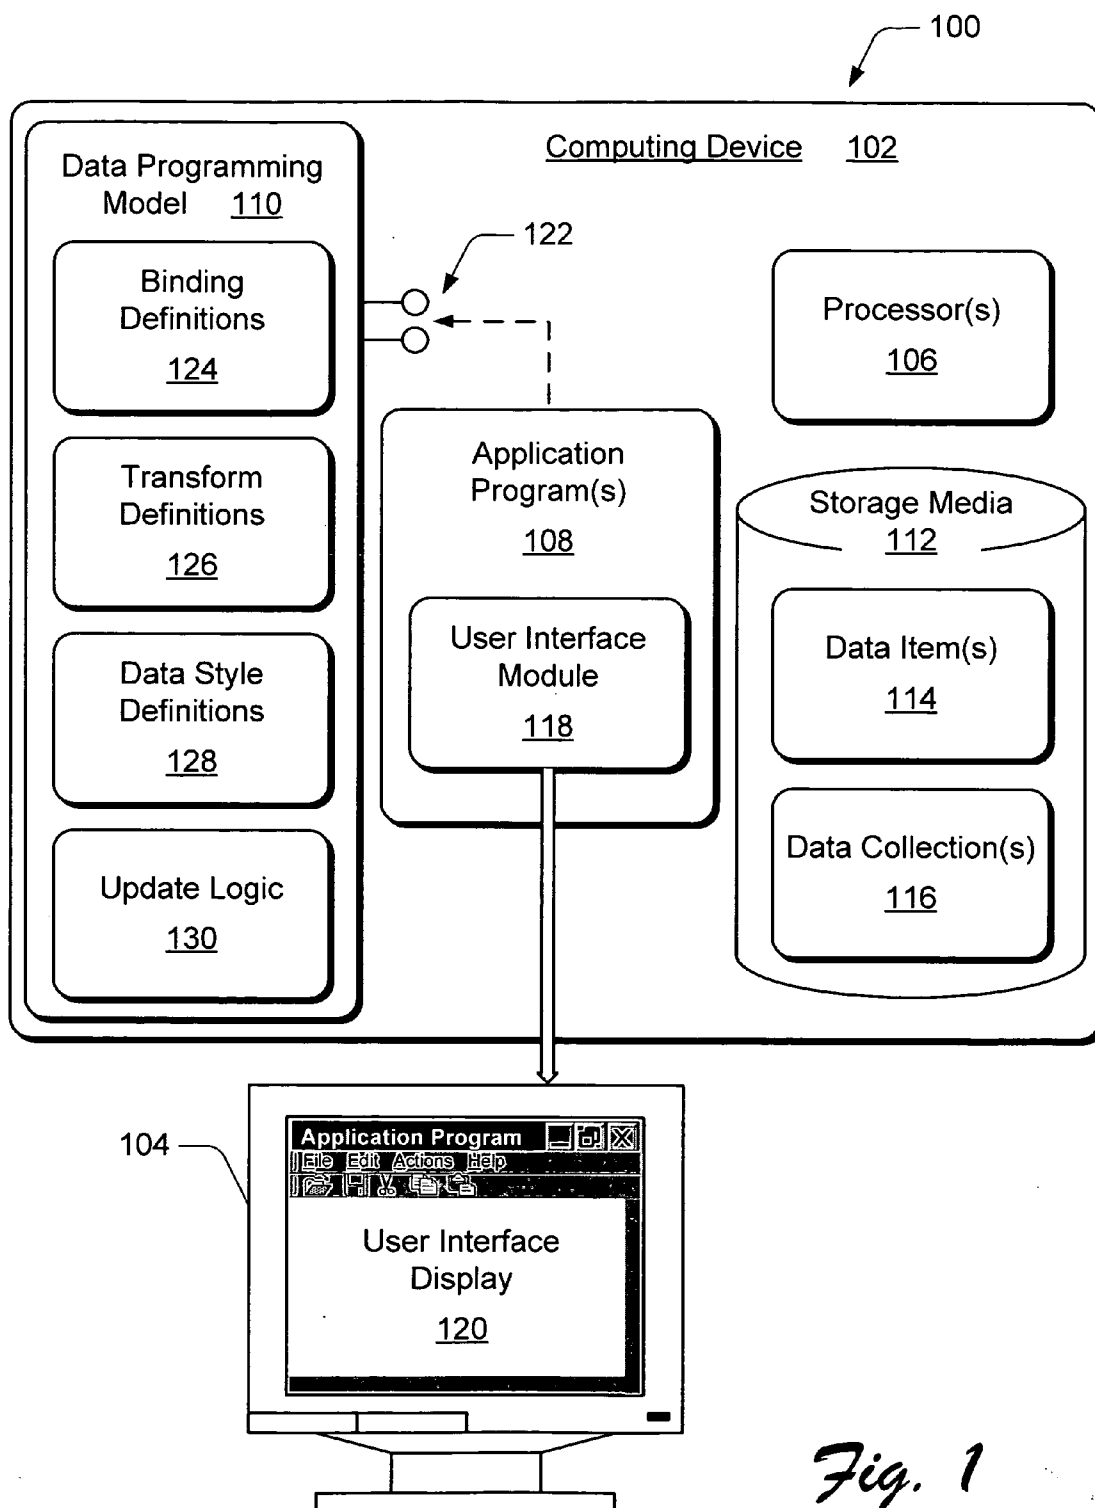 100
Computing Device 102
Data Programming
Model 110
Binding
Definitions
124
122
Transform
Definitions
126
Data Style
Definitions
128
Update Logic
130
Application
Program(s)
108
User Interface
Module
118
Processor(s)
106
Storage Media
112
Data Item(s)
114
Data Collection(s)
116
104
Application Program
File Edit Actions Help
User Interface
Display
120
Fig. 1